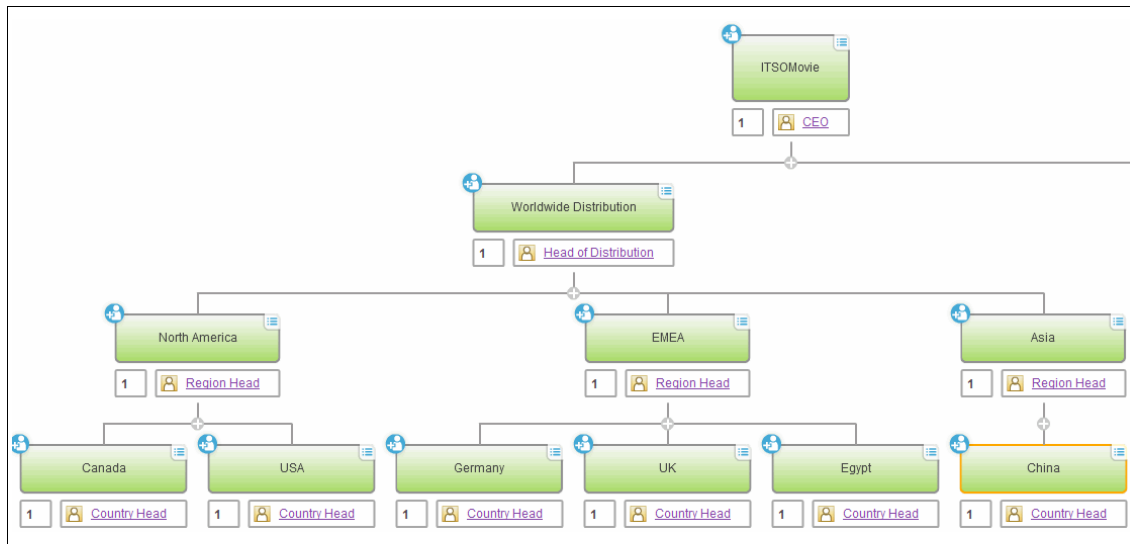 ITSOMovie
1 CEO
Worldwide Distribution
1 Head of Distribution
North America EMEA Asia
1 Region Head 1 Region Head 1 Region Head
Canada USA Germany UK Egypt China
1 Country Head 1 Country Head 1 Country Head 1 Country Head 1 Country Head 1 Country Head